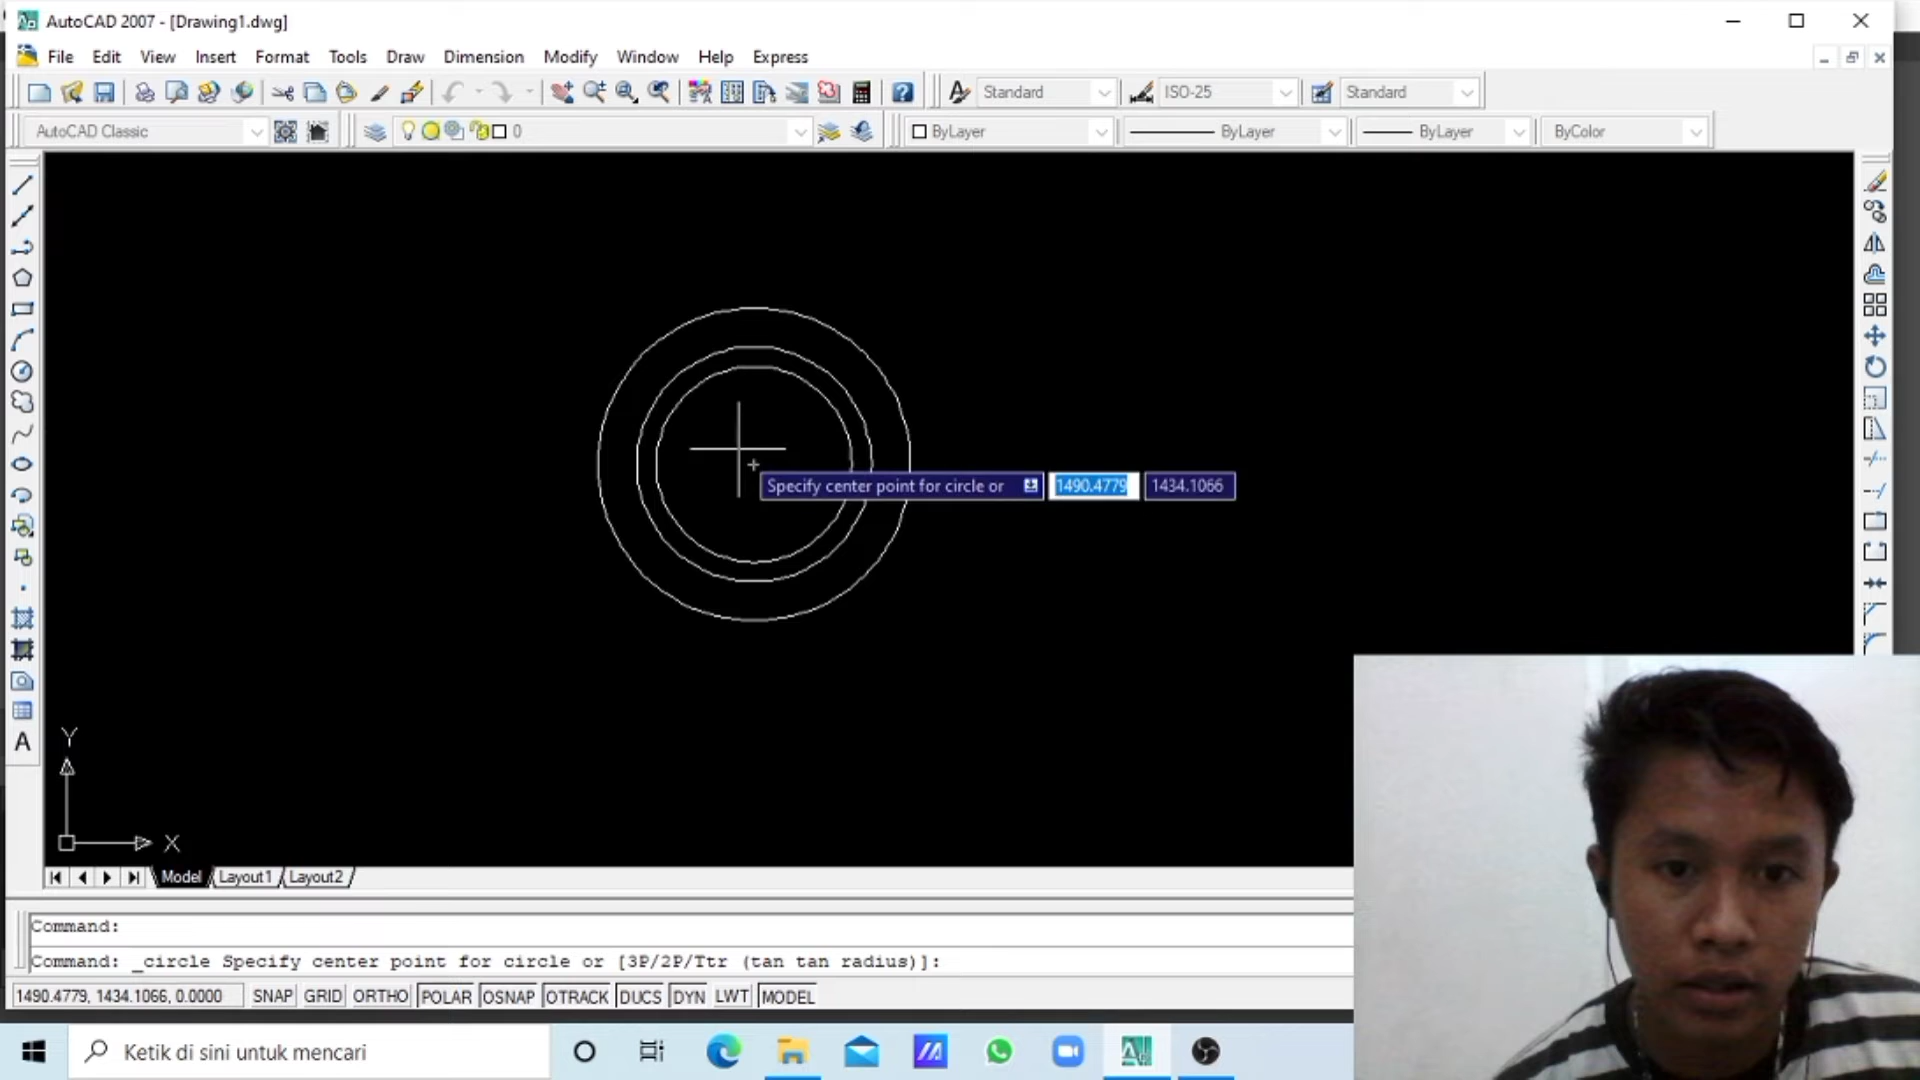 AutoCAD 2007 - [Drawing1.dwg]
File Edit View Insert Format Tools Draw Dimension Modify Window Help Express
Standard ISO-25 Standard
AutoCAD Classic 0 ByLayer ByLayer ByLayer ByColor
Specify center point for circle or 1490.4779 1434.1066
A
Y
X
Model Layout1 Layout2
Command:
Command: _circle Specify center point for circle or [3P/2P/Ttr (tan tan radius)]:
1490.4779, 1434.1066, 0.0000 SNAP GRID ORTHO POLAR OSNAP OTRACK DUCS DYN LWT MODEL
Ketik di sini untuk mencari